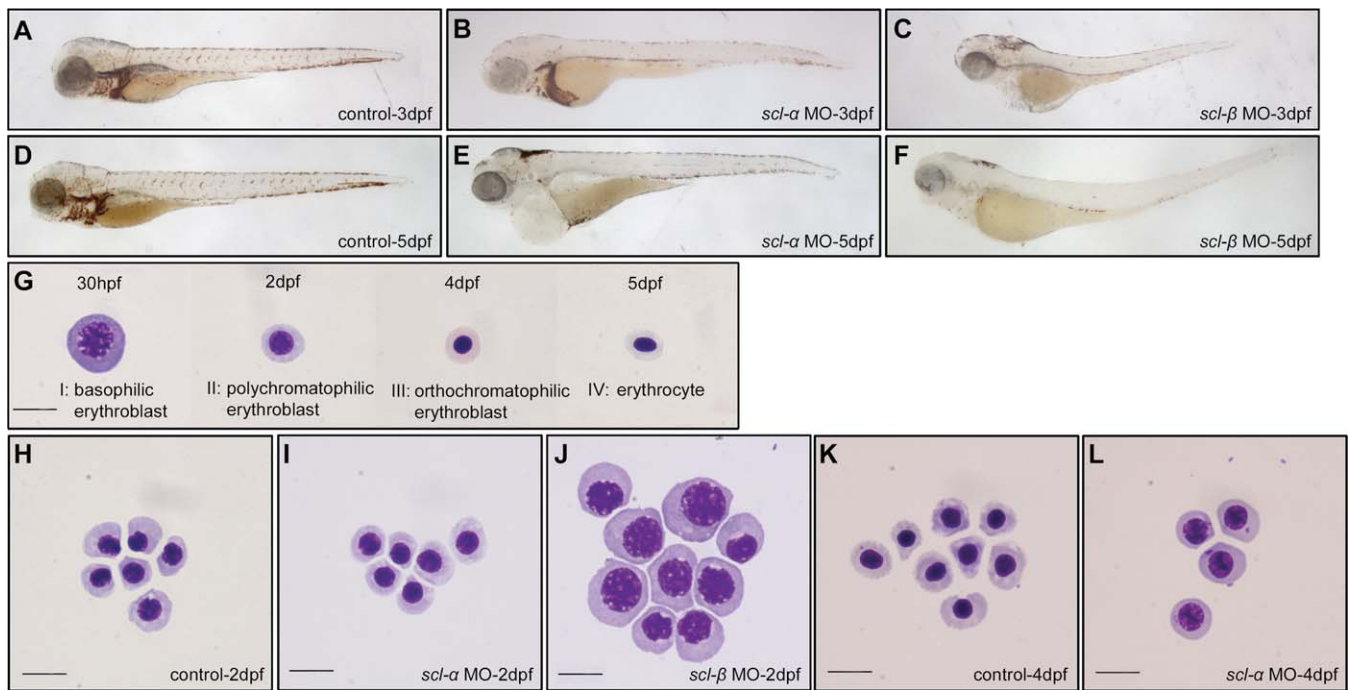 A
control-3dpf
B
scl-α MO-3dpf
C
scl-β MO-3dpf
D
control-5dpf
E
scl-α MO-5dpf
F
scl-β MO-5dpf
G
30hpf
2dpf
4dpf
5dpf
I: basophilic
erythroblast
II: polychromatophilic
erythroblast
III: orthochromatophilic
erythroblast
IV: erythrocyte
H
control-2dpf
I
scl-α MO-2dpf
J
scl-β MO-2dpf
K
control-4dpf
L
scl-α MO-4dpf